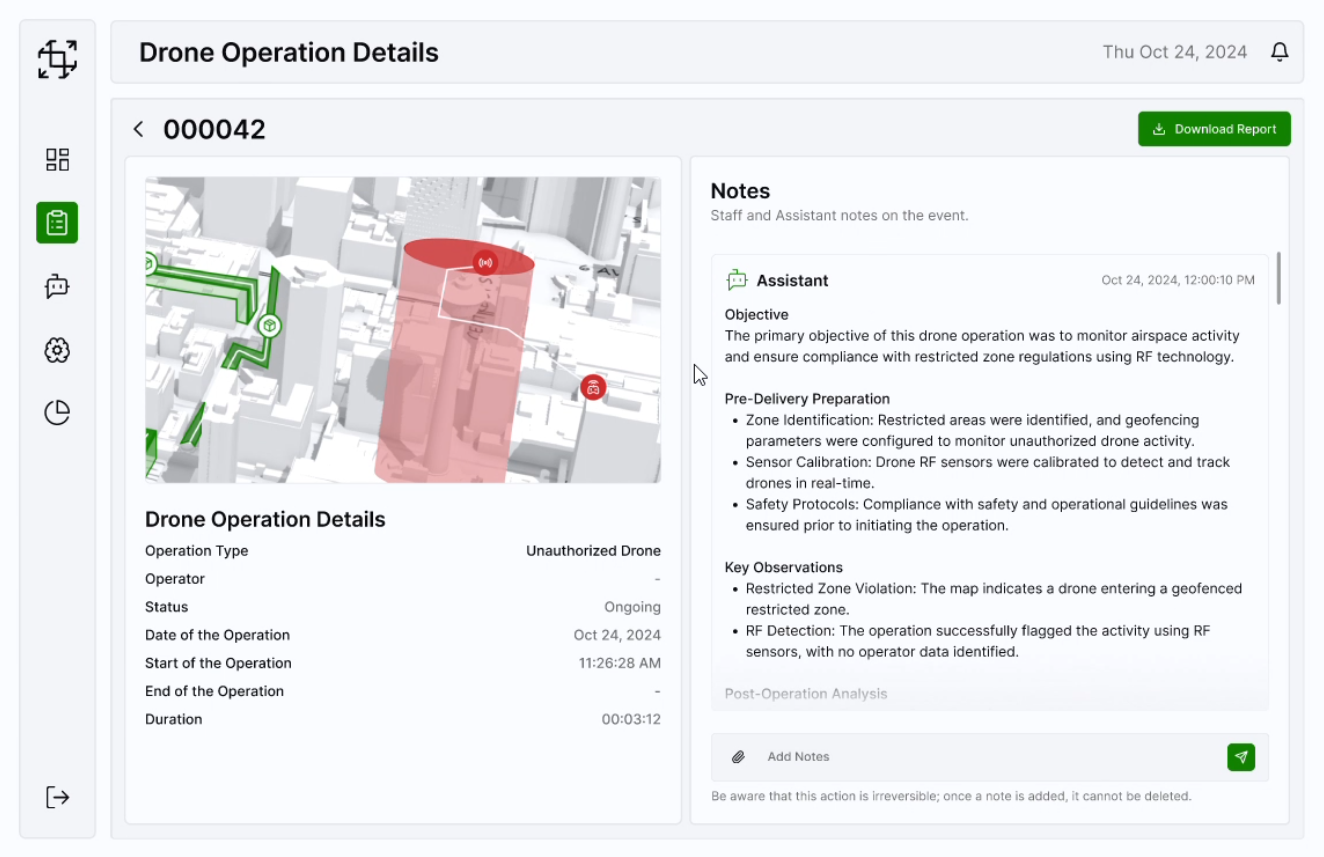 Drone Operation Details
Thu Oct 24, 2024
000042
Download Report
Drone Operation Details
Operation Type Unauthorized Drone
Operator -
Status Ongoing
Date of the Operation Oct 24, 2024
Start of the Operation 11:26:28 AM
End of the Operation -
Duration 00:03:12
Notes
Staff and Assistant notes on the event.
Assistant Oct 24, 2024, 12:00:10 PM
Objective
The primary objective of this drone operation was to monitor airspace activity
and ensure compliance with restricted zone regulations using RF technology.
Pre-Delivery Preparation
• Zone Identification: Restricted areas were identified, and geofencing
parameters were configured to monitor unauthorized drone activity.
• Sensor Calibration: Drone RF sensors were calibrated to detect and track
drones in real-time.
• Safety Protocols: Compliance with safety and operational guidelines was
ensured prior to initiating the operation.
Key Observations
• Restricted Zone Violation: The map indicates a drone entering a geofenced
restricted zone.
• RF Detection: The operation successfully flagged the activity using RF
sensors, with no operator data identified.
Post-Operation Analysis
Add Notes
Be aware that this action is irreversible; once a note is added, it cannot be deleted.